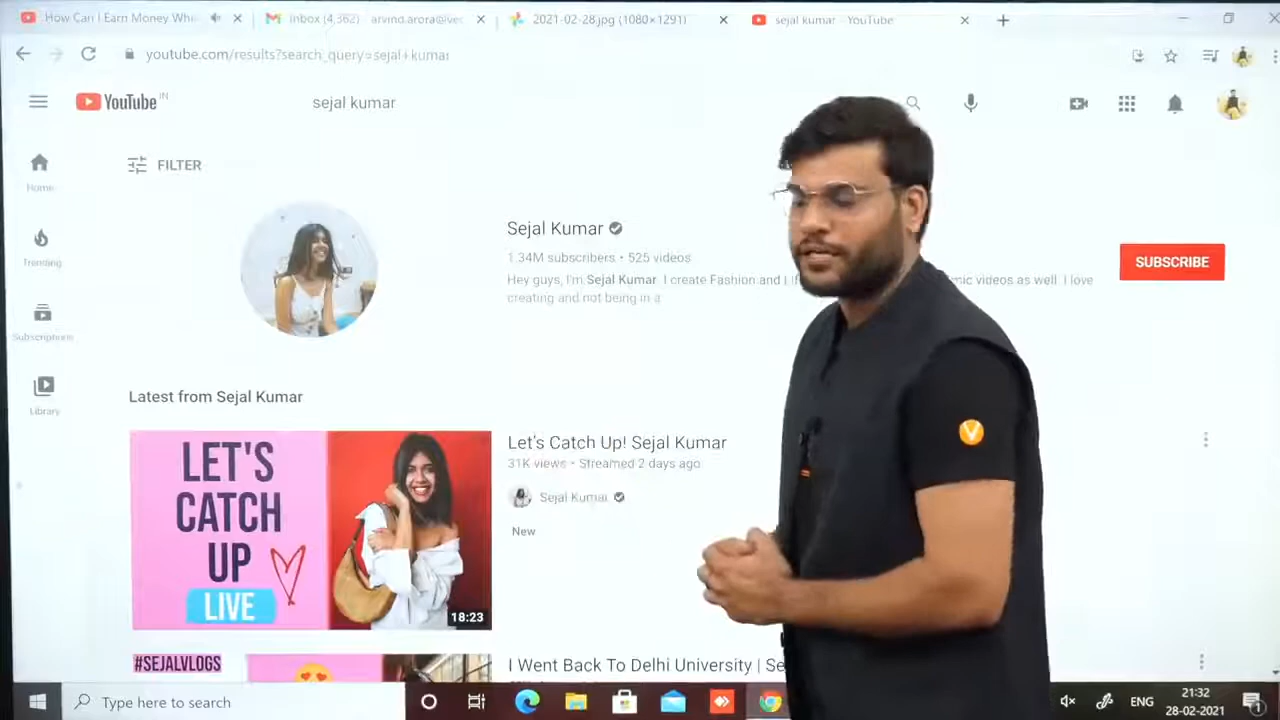 How Can I Earn Money Whi
Inbox (4,362) arvind.arora@ve
2021-02-28.jpg (1080×1291)
sejal kumar - YouTube
youtube.com/results?search_query=sejal+kumar
YouTube IN
sejal kumar
FILTER
Home
Trending
Subscriptions
Library
Sejal Kumar
1.34M subscribers • 525 videos
Hey guys, I'm Sejal Kumar. I create Fashion and
videos as well. I love
creating and not being in a
SUBSCRIBE
Latest from Sejal Kumar
LET'S
CATCH
UP
LIVE
18:23
Let's Catch Up! Sejal Kumar
31K views • Streamed 2 days ago
Sejal Kumar
New
#SEJALVLOGS
I Went Back To Delhi University |
Type here to search
ENG
21:32
28-02-2021